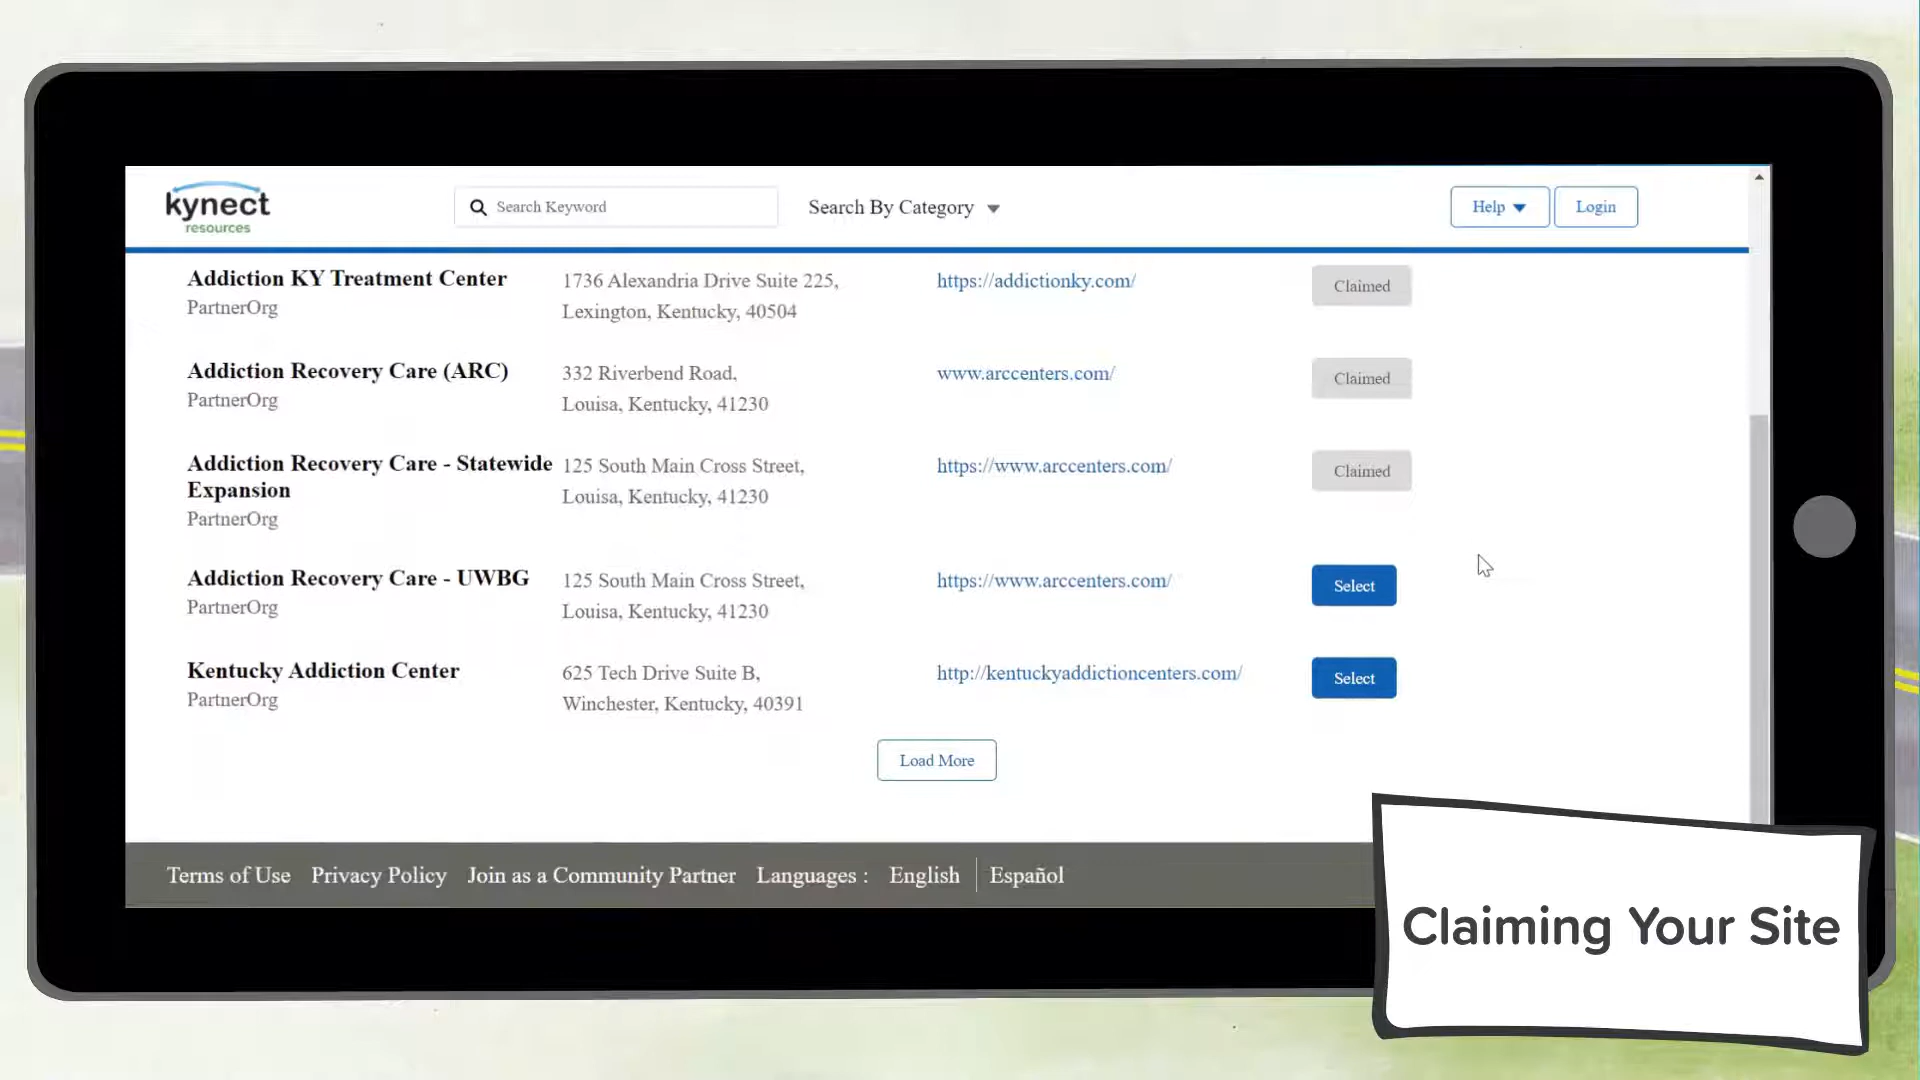 kynect
resources
Search Keyword
Search By Category
Help
Login
Addiction KY Treatment Center
PartnerOrg
1736 Alexandria Drive Suite 225,
Lexington, Kentucky, 40504
https://addictionky.com/
Claimed
Addiction Recovery Care (ARC)
PartnerOrg
332 Riverbend Road,
Louisa, Kentucky, 41230
www.arccenters.com/
Claimed
Addiction Recovery Care - Statewide
Expansion
PartnerOrg
125 South Main Cross Street,
Louisa, Kentucky, 41230
https://www.arccenters.com/
Claimed
Addiction Recovery Care - UWBG
PartnerOrg
125 South Main Cross Street,
Louisa, Kentucky, 41230
https://www.arccenters.com/
Select
Kentucky Addiction Center
PartnerOrg
625 Tech Drive Suite B,
Winchester, Kentucky, 40391
http://kentuckyaddictioncenters.com/
Select
Load More
Terms of Use Privacy Policy Join as a Community Partner Languages : English Español
Claiming Your Site